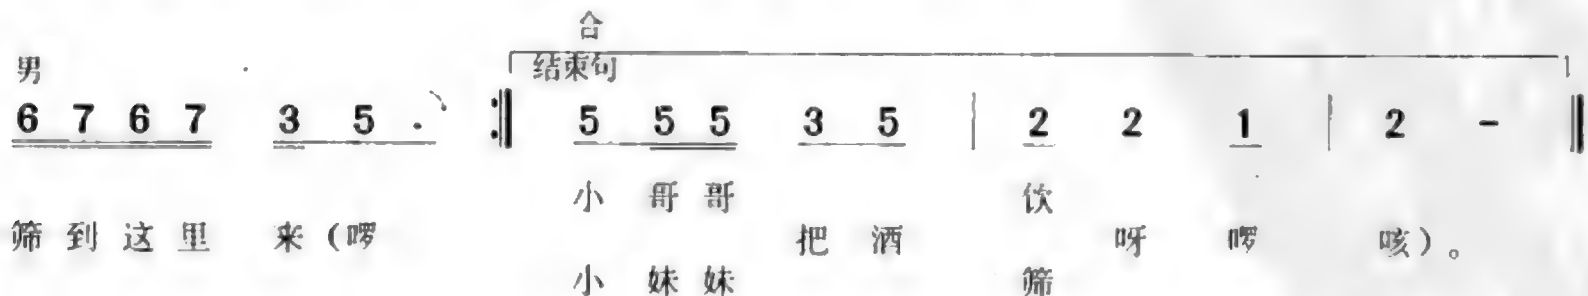 合
男 结束句
6 7 6 7 3 5 · :‖ 5 5 5 3 5 | 2 2 1 | 2 - ‖
小 哥 哥 饮
筛 到 这 里 来（啰 把 酒 呀 啰 咳）。
小 妹 妹 筛